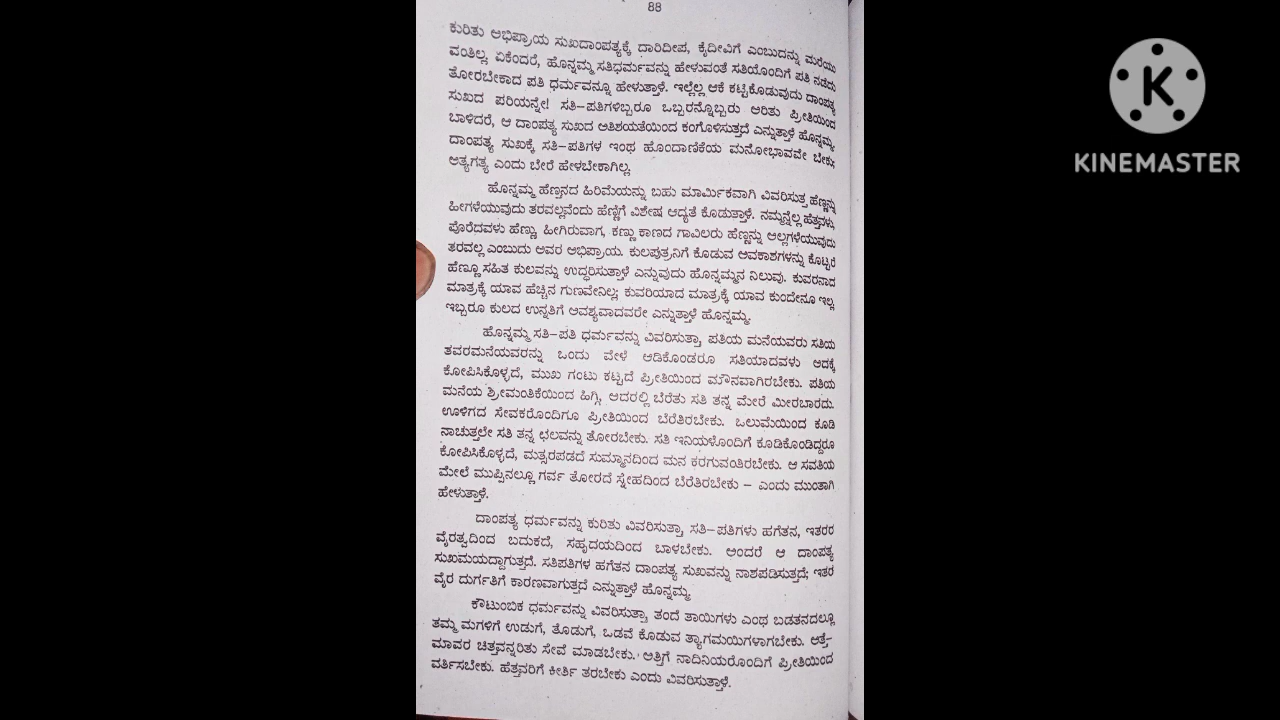 88
ಕುರಿತು ಅಭಿಪ್ರಾಯ ಸುಖದಾಂಪತ್ಯಕ್ಕೆ ದಾರಿದೀಪ, ಕೈದೀವಿಗೆ ಎಂಬುದನ್ನು ಮರೆಯು
ವಂತಿಲ್ಲ. ಏಕೆಂದರೆ, ಹೊನ್ನಮ್ಮ ಸತಿಧರ್ಮವನ್ನು ಹೇಳುವಂತೆ ಸತಿಯೊಂದಿಗೆ ಪತಿ ನಡೆದು
ತೋರಬೇಕಾದ ಪತಿ ಧರ್ಮವನ್ನೂ ಹೇಳುತ್ತಾಳೆ. ಇಲ್ಲೆಲ್ಲ ಆಕೆ ಕಟ್ಟಿಕೊಡುವುದು ದಾಂಪತ್ಯ
ಸುಖದ ಪರಿಯನ್ನೇ! ಸತಿ–ಪತಿಗಳಿಬ್ಬರೂ ಒಬ್ಬರನ್ನೊಬ್ಬರು ಅರಿತು ಪ್ರೀತಿಯಿಂದ
ಬಾಳಿದರೆ, ಆ ದಾಂಪತ್ಯ ಸುಖದ ಅತಿಶಯತೆಯಿಂದ ಕಂಗೊಳಿಸುತ್ತದೆ ಎನ್ನುತ್ತಾಳೆ ಹೊನ್ನಮ್ಮ.
ದಾಂಪತ್ಯ ಸುಖಕ್ಕೆ ಸತಿ–ಪತಿಗಳ ಇಂಥ ಹೊಂದಾಣಿಕೆಯ ಮನೋಭಾವವೇ ಬೇಕು;
ಅತ್ಯಗತ್ಯ ಎಂದು ಬೇರೆ ಹೇಳಬೇಕಾಗಿಲ್ಲ.
ಹೊನ್ನಮ್ಮ ಹೆಣ್ತನದ ಹಿರಿಮೆಯನ್ನು ಬಹು ಮಾರ್ಮಿಕವಾಗಿ ವಿವರಿಸುತ್ತ ಹೆಣ್ಣನ್ನು
ಹೀಗಳೆಯುವುದು ತರವಲ್ಲವೆಂದು ಹೆಣ್ಣಿಗೆ ವಿಶೇಷ ಆದ್ಯತೆ ಕೊಡುತ್ತಾಳೆ. ನಮ್ಮನ್ನೆಲ್ಲ ಹೆತ್ತವಳು,
ಪೊರೆದವಳು ಹೆಣ್ಣು, ಹೀಗಿರುವಾಗ, ಕಣ್ಣು ಕಾಣದ ಗಾವಿಲರು ಹೆಣ್ಣನ್ನು ಅಲ್ಲಗಳೆಯುವುದು
ತರವಲ್ಲ ಎಂಬುದು ಅವರ ಅಭಿಪ್ರಾಯ. ಕುಲಪುತ್ರನಿಗೆ ಕೊಡುವ ಅವಕಾಶಗಳನ್ನು ಕೊಟ್ಟರೆ
ಹೆಣ್ಣೂ ಸಹಿತ ಕುಲವನ್ನು ಉದ್ಧರಿಸುತ್ತಾಳೆ ಎನ್ನುವುದು ಹೊನ್ನಮ್ಮನ ನಿಲುವು. ಕುವರನಾದ
ಮಾತ್ರಕ್ಕೆ ಯಾವ ಹೆಚ್ಚಿನ ಗುಣವೇನಿಲ್ಲ; ಕುವರಿಯಾದ ಮಾತ್ರಕ್ಕೆ ಯಾವ ಕುಂದೇನೂ ಇಲ್ಲ.
ಇಬ್ಬರೂ ಕುಲದ ಉನ್ನತಿಗೆ ಅವಶ್ಯವಾದವರೇ ಎನ್ನುತ್ತಾಳೆ ಹೊನ್ನಮ್ಮ.
ಹೊನ್ನಮ್ಮ ಸತಿ–ಪತಿ ಧರ್ಮವನ್ನು ವಿವರಿಸುತ್ತಾ, ಪತಿಯ ಮನೆಯವರು ಸತಿಯ
ತವರಮನೆಯವರನ್ನು ಒಂದು ವೇಳೆ ಆಡಿಕೊಂಡರೂ ಸತಿಯಾದವಳು ಅದಕ್ಕೆ
ಕೋಪಿಸಿಕೊಳ್ಳದೆ, ಮುಖ ಗಂಟು ಕಟ್ಟದೆ ಪ್ರೀತಿಯಿಂದ ಮೌನವಾಗಿರಬೇಕು. ಪತಿಯ
ಮನೆಯ ಶ್ರೀಮಂತಿಕೆಯಿಂದ ಹಿಗ್ಗಿ, ಅದರಲ್ಲಿ ಬೆರೆತು ಸತಿ ತನ್ನ ಮೇರೆ ಮೀರಬಾರದು.
ಊಳಿಗದ ಸೇವಕರೊಂದಿಗೂ ಪ್ರೀತಿಯಿಂದ ಬೆರೆತಿರಬೇಕು. ಒಲುಮೆಯಿಂದ ಕೂಡಿ
ನಾಚುತ್ತಲೇ ಸತಿ ತನ್ನ ಛಲವನ್ನು ತೋರಬೇಕು. ಸತಿ ಇನಿಯಳೊಂದಿಗೆ ಕೂಡಿಕೊಂಡಿದ್ದರೂ
ಕೋಪಿಸಿಕೊಳ್ಳದೆ, ಮತ್ಸರಪಡದೆ ಸುಮ್ಮಾನದಿಂದ ಮನ ಕರಗುವಂತಿರಬೇಕು. ಆ ಸವತಿಯ
ಮೇಲೆ ಮುಪ್ಪಿನಲ್ಲೂ ಗರ್ವ ತೋರದೆ ಸ್ನೇಹದಿಂದ ಬೆರೆತಿರಬೇಕು – ಎಂದು ಮುಂತಾಗಿ
ಹೇಳುತ್ತಾಳೆ.
ದಾಂಪತ್ಯ ಧರ್ಮವನ್ನು ಕುರಿತು ವಿವರಿಸುತ್ತಾ, ಸತಿ–ಪತಿಗಳು ಹಗೆತನ, ಇತರರ
ವೈರತ್ವದಿಂದ ಬದುಕದೆ, ಸಹೃದಯದಿಂದ ಬಾಳಬೇಕು. ಅಂದರೆ ಆ ದಾಂಪತ್ಯ
ಸುಖಮಯದ್ದಾಗುತ್ತದೆ. ಸತಿಪತಿಗಳ ಹಗೆತನ ದಾಂಪತ್ಯ ಸುಖವನ್ನು ನಾಶಪಡಿಸುತ್ತದೆ; ಇತರ
ವೈರ ದುರ್ಗತಿಗೆ ಕಾರಣವಾಗುತ್ತದೆ ಎನ್ನುತ್ತಾಳೆ ಹೊನ್ನಮ್ಮ.
ಕೌಟುಂಬಿಕ ಧರ್ಮವನ್ನು ವಿವರಿಸುತ್ತಾ, ತಂದೆ ತಾಯಿಗಳು ಎಂಥ ಬಡತನದಲ್ಲೂ
ತಮ್ಮ ಮಗಳಿಗೆ ಉಡುಗೆ, ತೊಡುಗೆ, ಒಡವೆ ಕೊಡುವ ತ್ಯಾಗಮಯಿಗಳಾಗಬೇಕು. ಅತ್ತೆ–
ಮಾವರ ಚಿತ್ತವನ್ನರಿತು ಸೇವೆ ಮಾಡಬೇಕು. ಅತ್ತಿಗೆ ನಾದಿನಿಯರೊಂದಿಗೆ ಪ್ರೀತಿಯಿಂದ
ವರ್ತಿಸಬೇಕು. ಹೆತ್ತವರಿಗೆ ಕೀರ್ತಿ ತರಬೇಕು ಎಂದು ವಿವರಿಸುತ್ತಾಳೆ.
K
KINEMASTER